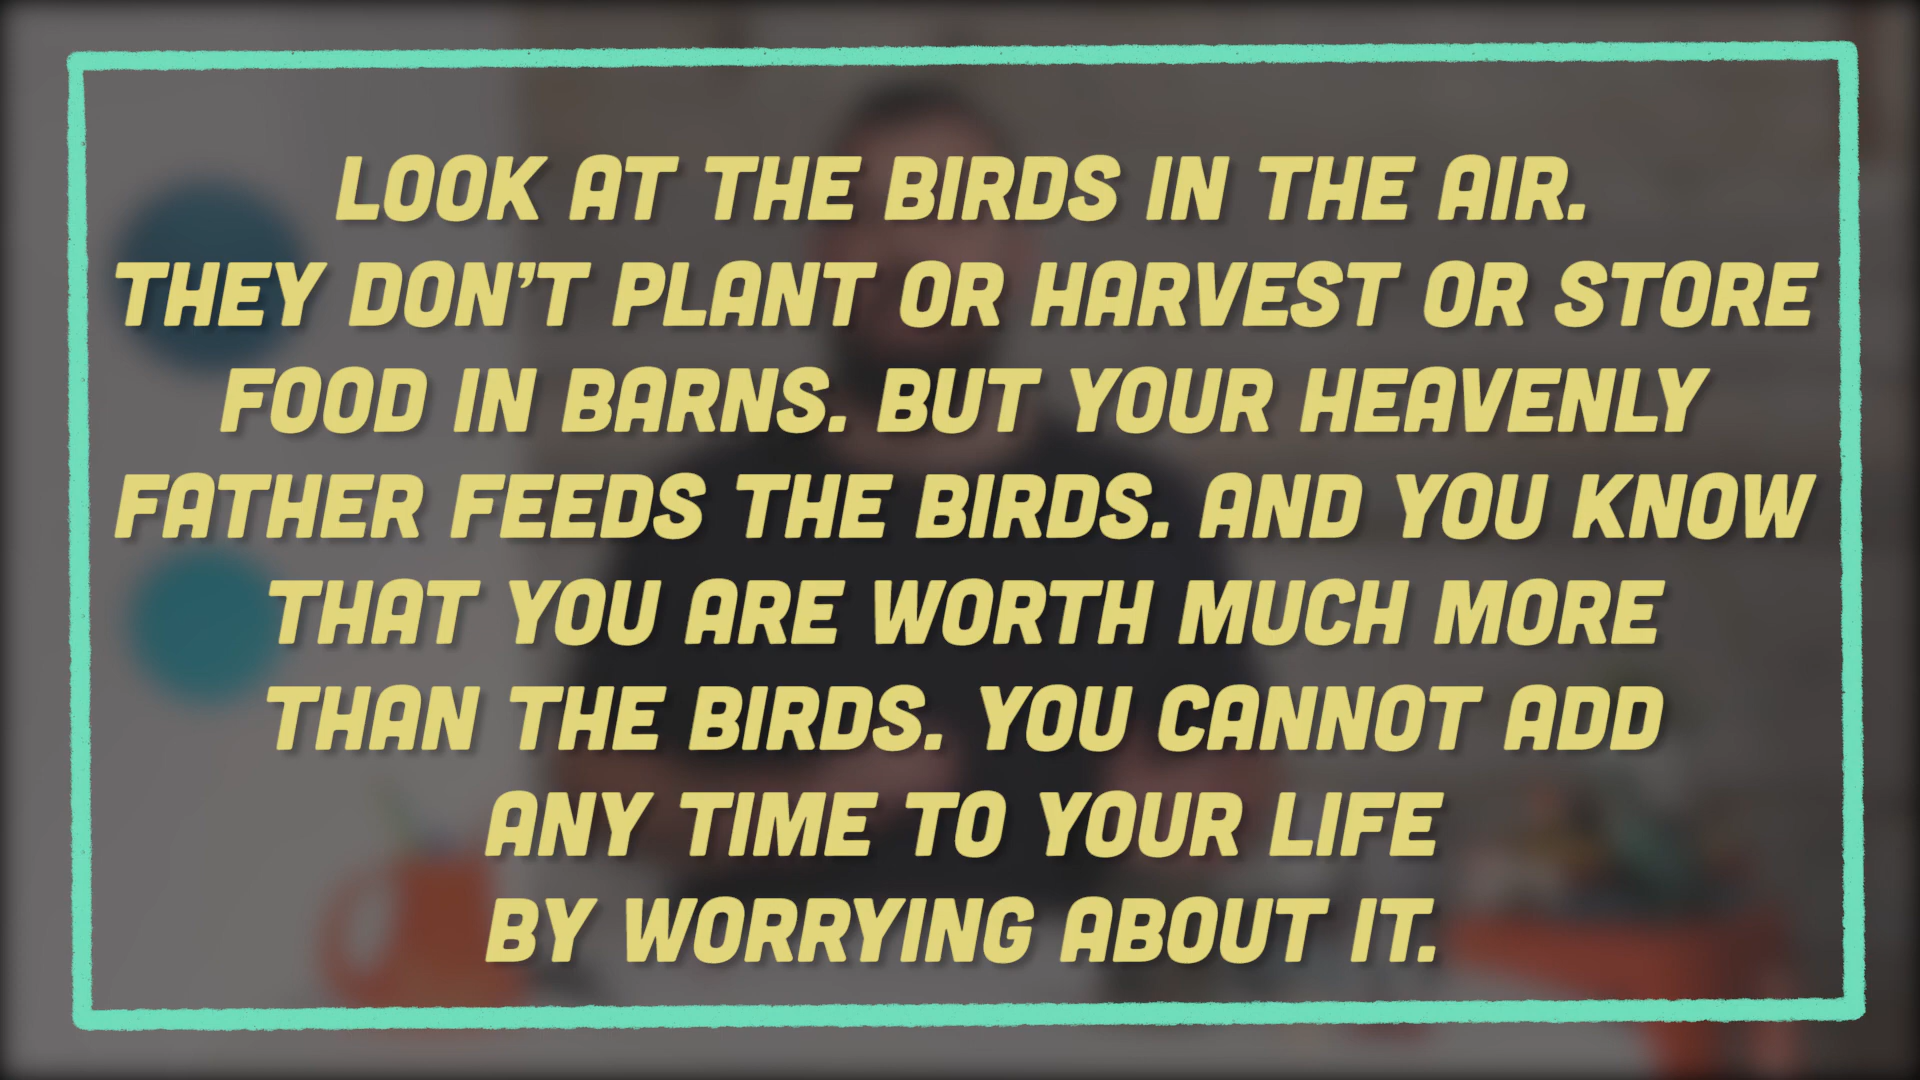 LOOK AT THE BIRDS IN THE AIR.
THEY DON'T PLANT OR HARVEST OR STORE
FOOD IN BARNS. BUT YOUR HEAVENLY
FATHER FEEDS THE BIRDS. AND YOU KNOW
THAT YOU ARE WORTH MUCH MORE
THAN THE BIRDS. YOU CANNOT ADD
ANY TIME TO YOUR LIFE
BY WORRYING ABOUT IT.